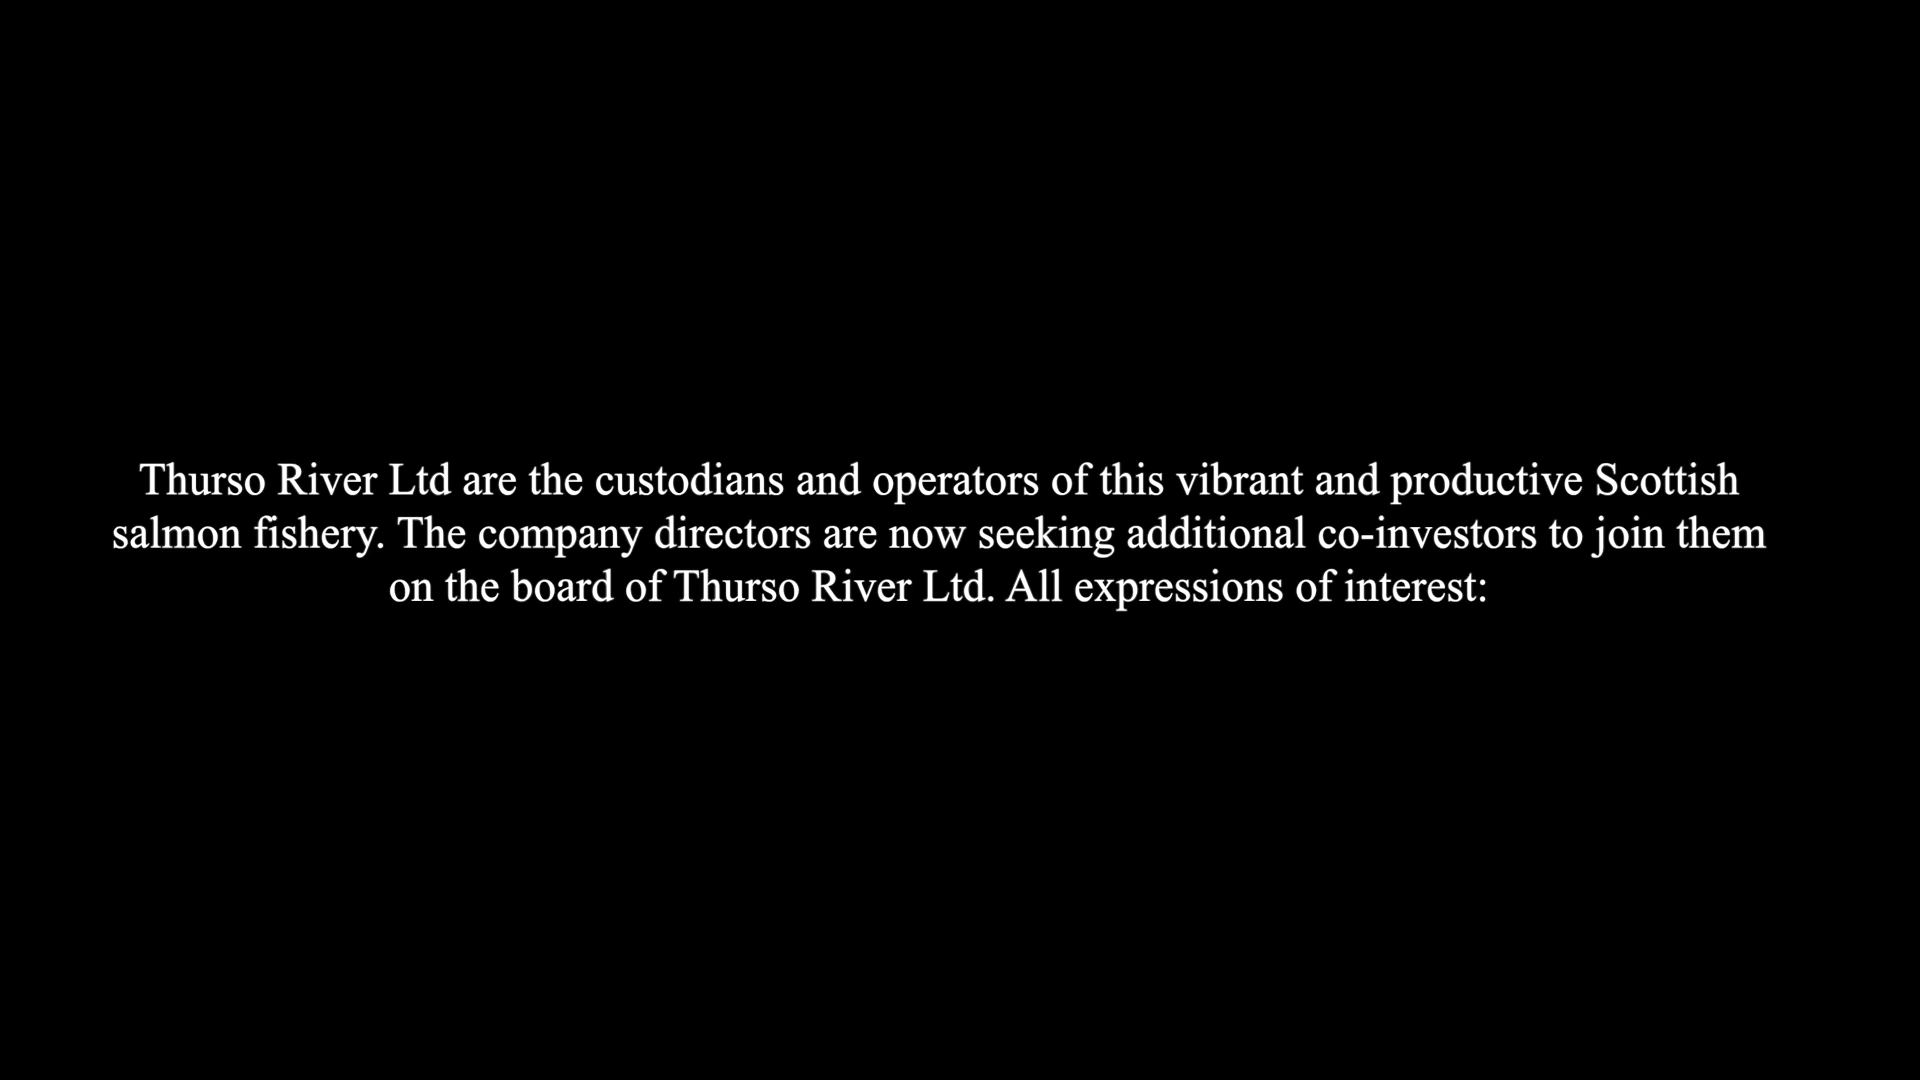 Thurso River Ltd are the custodians and operators of this vibrant and productive Scottish
salmon fishery. The company directors are now seeking additional co-investors to join them
on the board of Thurso River Ltd. All expressions of interest: